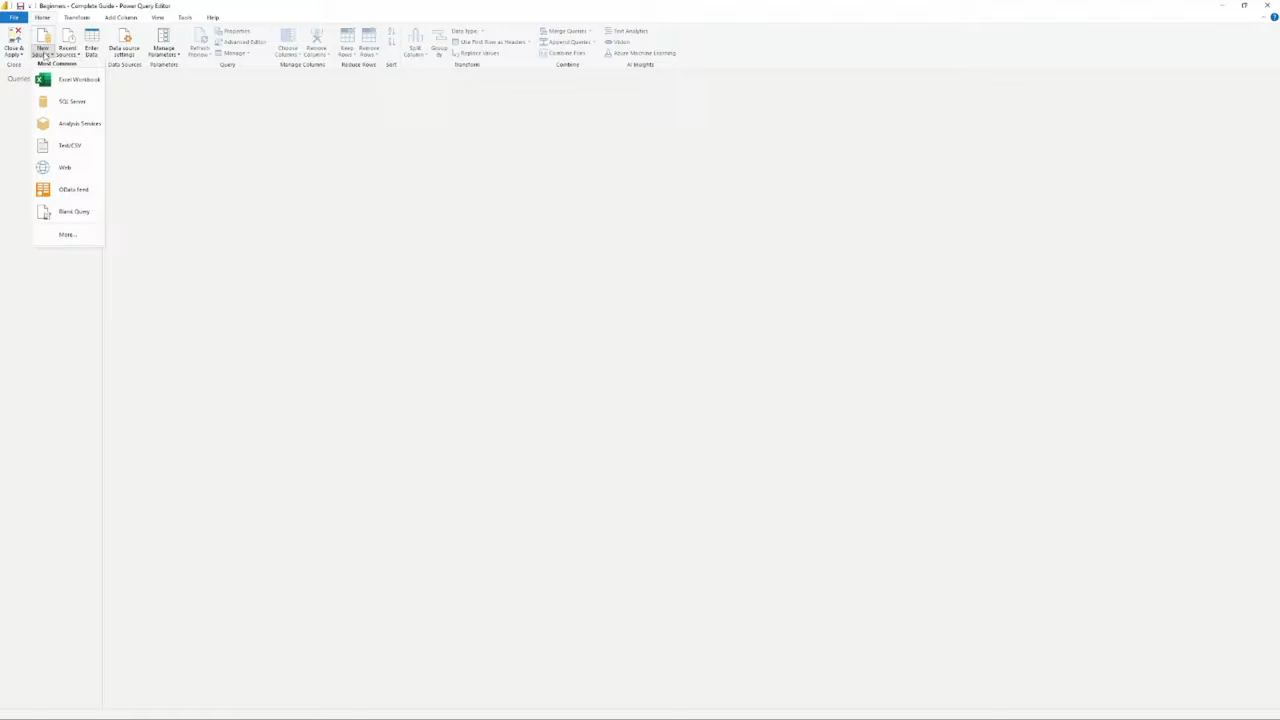 Beginners - Complete Guide - Power Query Editor
File Home Transform Add Column View Tools Help
Close & Apply
New Source
Recent Sources
Enter Data
Data source settings
Manage Parameters
Refresh Preview
Properties
Advanced Editor
Manage
Choose Columns
Remove Columns
Keep Rows
Remove Rows
Split Column
Group By
Data Type:
Use First Row as Headers
Replace Values
Merge Queries
Append Queries
Combine Files
Text Analytics
Vision
Azure Machine Learning
Close
Data Sources
Parameters
Query
Manage Columns
Reduce Rows
Sort
Transform
Combine
AI Insights
Queries
Most Common
Excel Workbook
SQL Server
Analysis Services
Text/CSV
Web
OData feed
Blank Query
More...